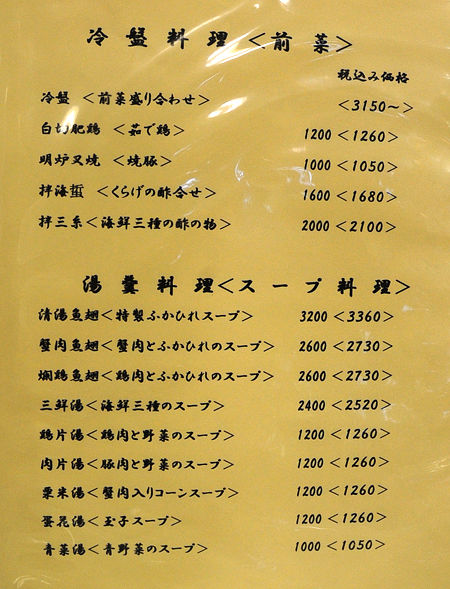 冷盤料理<前菜>
税込み価格
冷盤 <前菜盛り合わせ> <3150~>
白切肥鶏 <茹で鶏> 1200 <1260>
明炉叉焼 <焼豚> 1000 <1050>
拌海蜇 <くらげの酢合せ> 1600 <1680>
拌三系 <海鮮三種の酢の物> 2000 <2100>
湯羹料理<スープ料理>
清湯魚翅 <特製ふかひれスープ> 3200 <3360>
蟹肉魚翅 <蟹肉とふかひれのスープ> 2600 <2730>
燜鶏魚翅 <鶏肉とふかひれのスープ> 2600 <2730>
三鮮湯 <海鮮三種のスープ> 2400 <2520>
鶏片湯 <鶏肉と野菜のスープ> 1200 <1260>
肉片湯 <豚肉と野菜のスープ> 1200 <1260>
粟米湯 <蟹肉入りコーンスープ> 1200 <1260>
蛋花湯 <玉子スープ> 1200 <1260>
青菜湯 <青野菜のスープ> 1000 <1050>